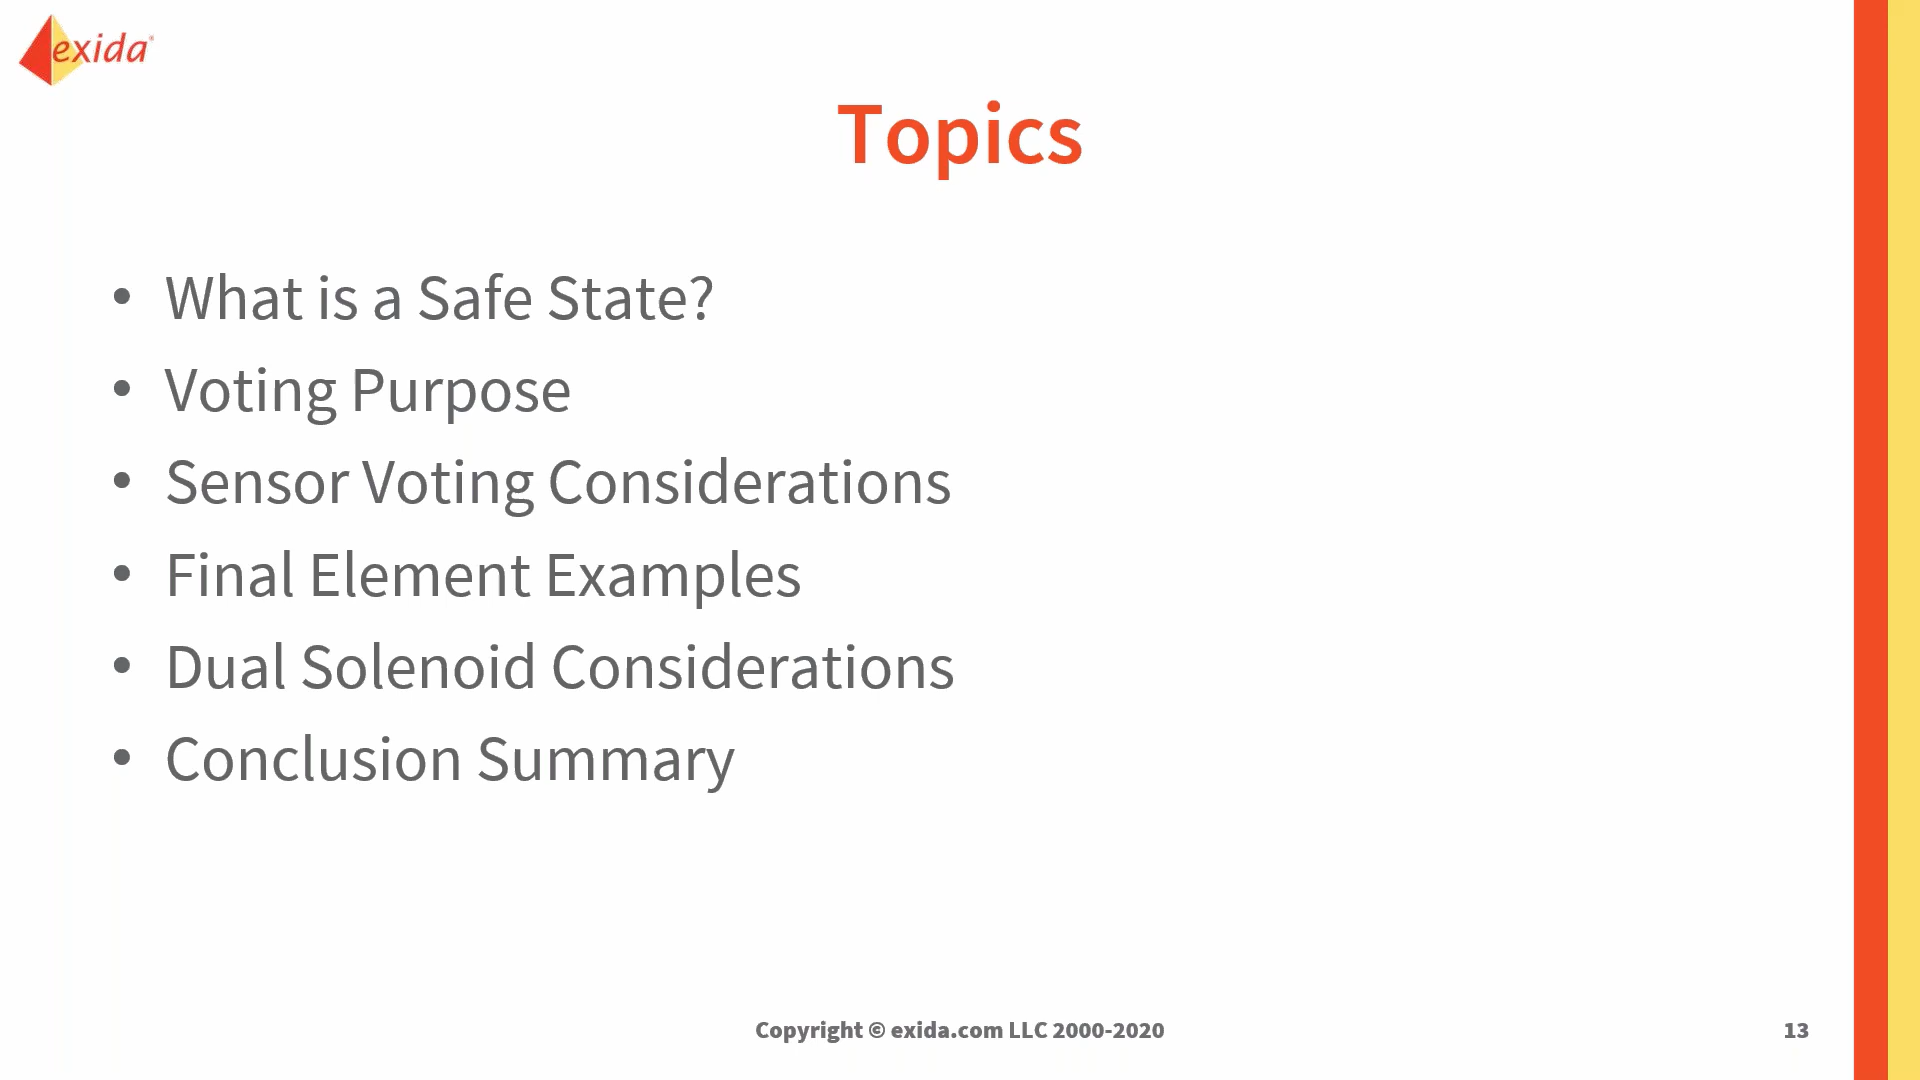 exida®
Topics
• What is a Safe State?
• Voting Purpose
• Sensor Voting Considerations
• Final Element Examples
• Dual Solenoid Considerations
• Conclusion Summary
Copyright © exida.com LLC 2000-2020
13